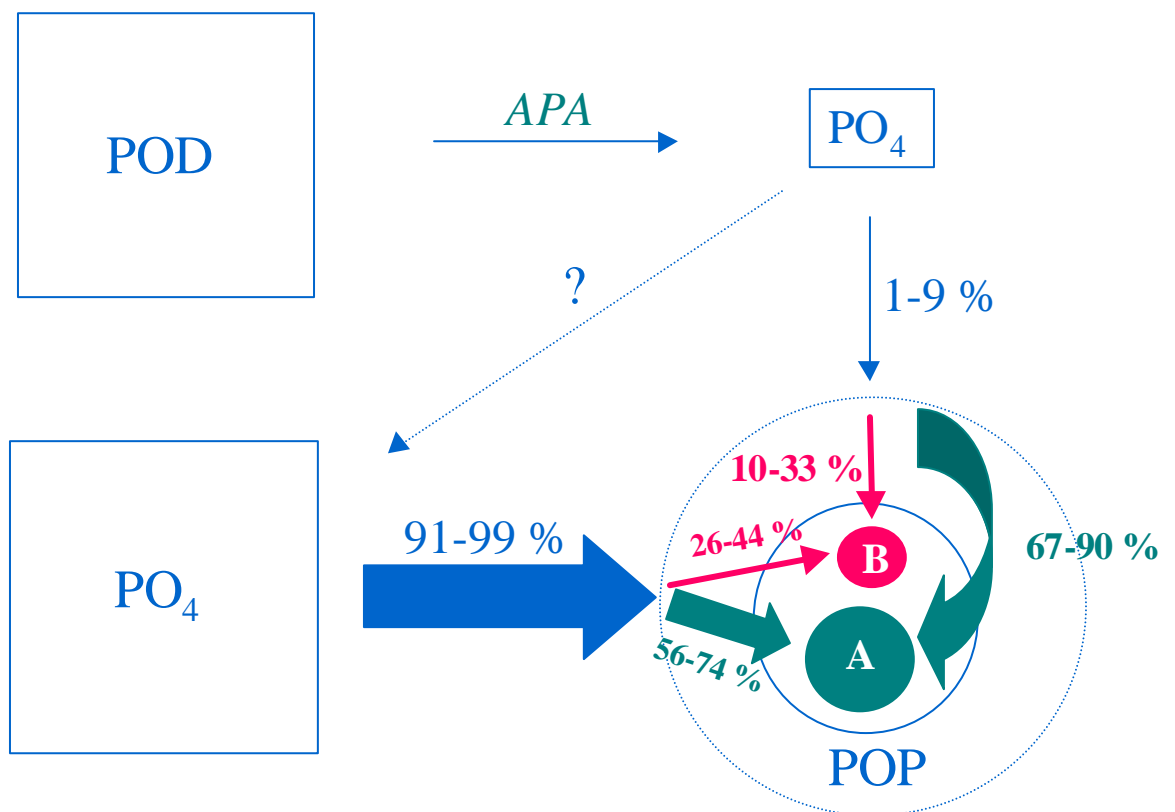 POD
APA
PO₄
?
1-9 %
10-33 %
91-99 %
26-44 %
67-90 %
B
PO₄
A
56-74 %
POP